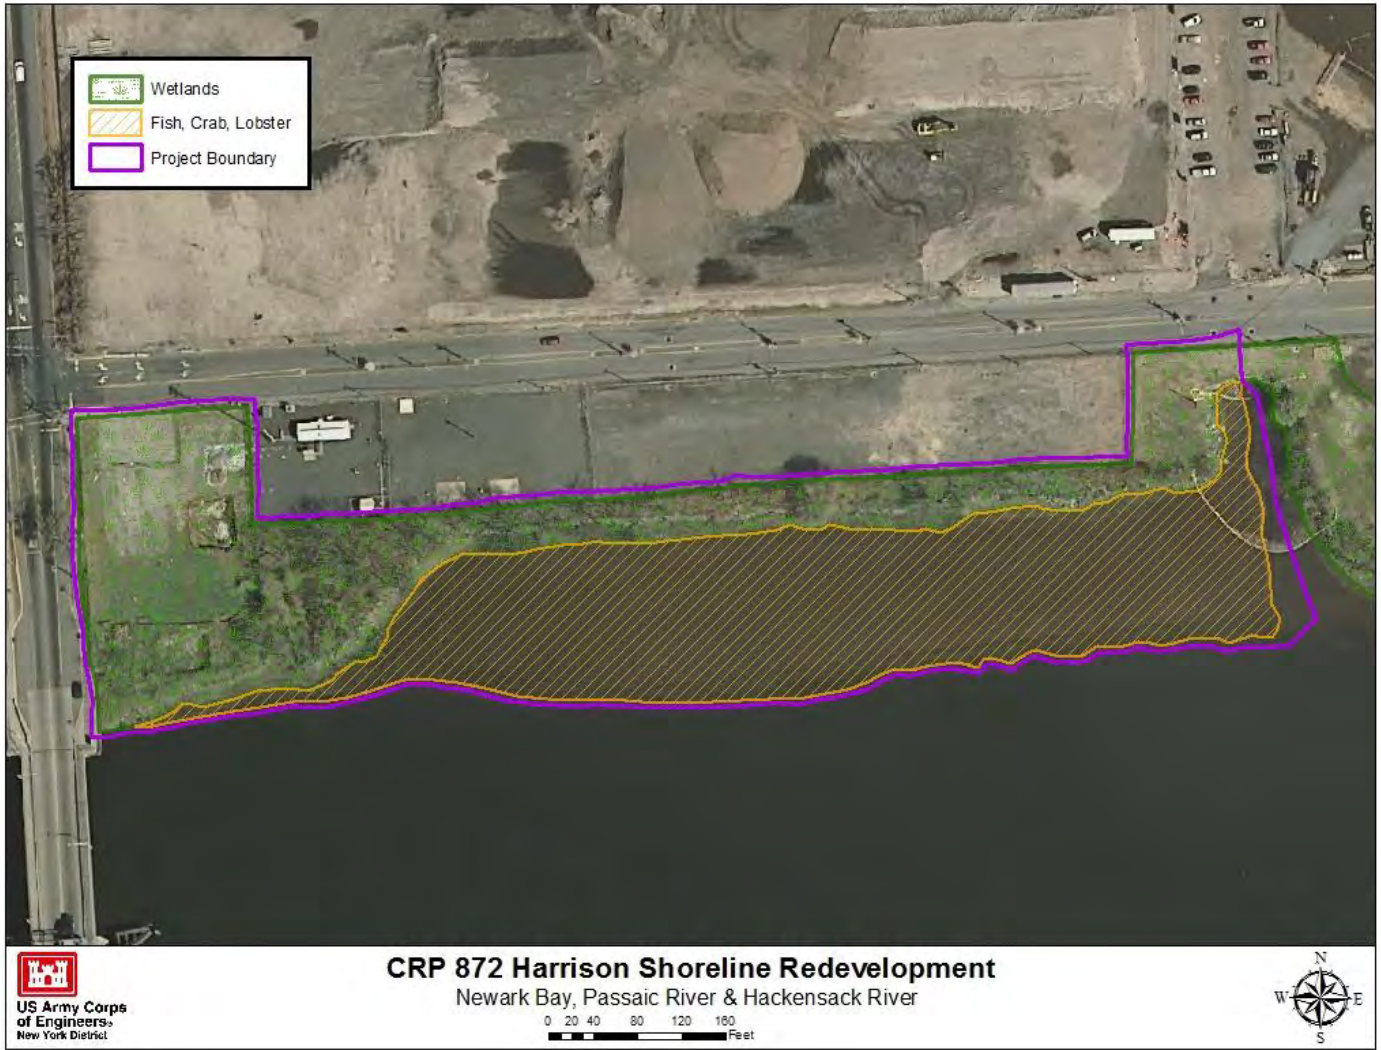 Wetlands
Fish, Crab, Lobster
Project Boundary
CRP 872 Harrison Shoreline Redevelopment
Newark Bay, Passaic River & Hackensack River
0 20 40 80 120 160
Feet
US Army Corps
of Engineers®
New York District
N
W E
S